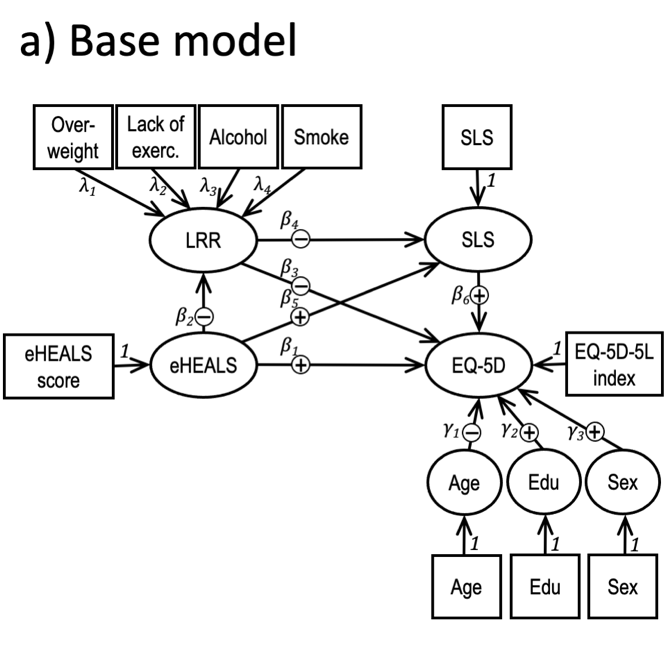 a) Base model
Over-
weight
Lack of
exerc.
Alcohol
Smoke
SLS
λ₁
λ₂
λ₃
λ₄
1
LRR
β₄
−
SLS
β₃
−
β₂
−
β₅
+
β₆
+
eHEALS
score
1
eHEALS
β₁
+
EQ-5D
1
EQ-5D-5L
index
γ₁
−
γ₂
+
γ₃
+
Age
Edu
Sex
1
1
1
Age
Edu
Sex